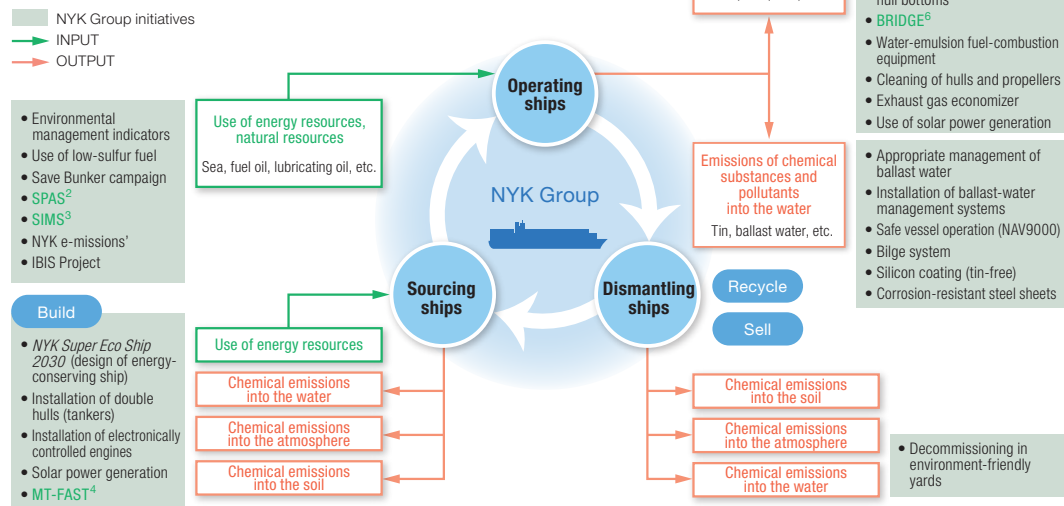 NYK Group initiatives
INPUT
OUTPUT
• Environmental
management indicators
• Use of low-sulfur fuel
• Save Bunker campaign
• SPAS2
• SIMS3
• NYK e-missions’
• IBIS Project
Build
• NYK Super Eco Ship
2030 (design of energy-
conserving ship)
• Installation of double
hulls (tankers)
• Installation of electronically
controlled engines
• Solar power generation
• MT-FAST4
Use of energy resources,
natural resources
Sea, fuel oil, lubricating oil, etc.
Use of energy resources
Chemical emissions
into the water
Chemical emissions
into the atmosphere
Chemical emissions
into the soil
Operating
ships
NYK Group
Sourcing
ships
Dismantling
ships
Recycle
Sell
Emissions of chemical
substances and
pollutants
into the water
Tin, ballast water, etc.
Chemical emissions
into the soil
Chemical emissions
into the atmosphere
Chemical emissions
into the water
hull bottoms
• BRIDGE6
• Water-emulsion fuel-combustion
equipment
• Cleaning of hulls and propellers
• Exhaust gas economizer
• Use of solar power generation
• Appropriate management of
ballast water
• Installation of ballast-water
management systems
• Safe vessel operation (NAV9000)
• Bilge system
• Silicon coating (tin-free)
• Corrosion-resistant steel sheets
• Decommissioning in
environment-friendly
yards